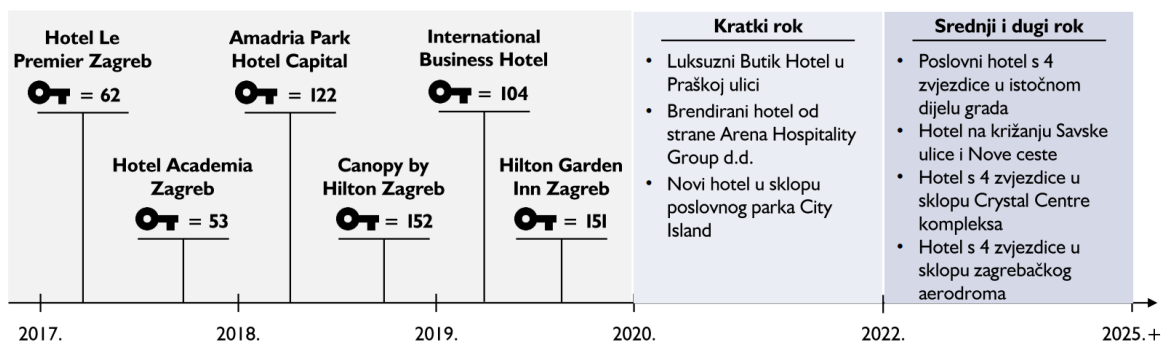 Hotel Le
Premier Zagreb
= 62
Hotel Academia
Zagreb
= 53
Amadria Park
Hotel Capital
= 122
Canopy by
Hilton Zagreb
= 152
International
Business Hotel
= 104
Hilton Garden
Inn Zagreb
= 151
Kratki rok
• Luksuzni Butik Hotel u
Praškoj ulici
• Brendirani hotel od
strane Arena Hospitality
Group d.d.
• Novi hotel u sklopu
poslovnog parka City
Island
Srednji i dugi rok
• Poslovni hotel s 4
zvjezdice u istočnom
dijelu grada
• Hotel na križanju Savske
ulice i Nove ceste
• Hotel s 4 zvjezdice u
sklopu Crystal Centre
kompleksa
• Hotel s 4 zvjezdice u
sklopu zagrebačkog
aerodroma
2017.
2018.
2019.
2020.
2022.
2025.+